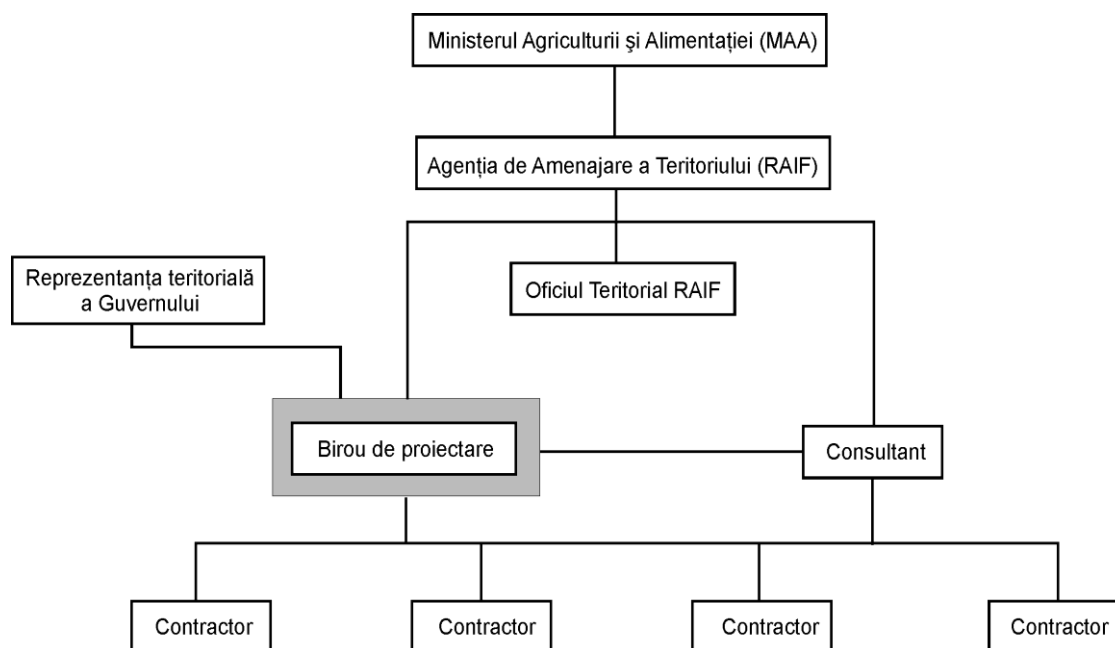 Ministerul Agriculturii şi Alimentaţiei (MAA)
Agenţia de Amenajare a Teritoriului (RAIF)
Reprezentanţa teritorială
a Guvernului
Oficiul Teritorial RAIF
Birou de proiectare
Consultant
Contractor
Contractor
Contractor
Contractor